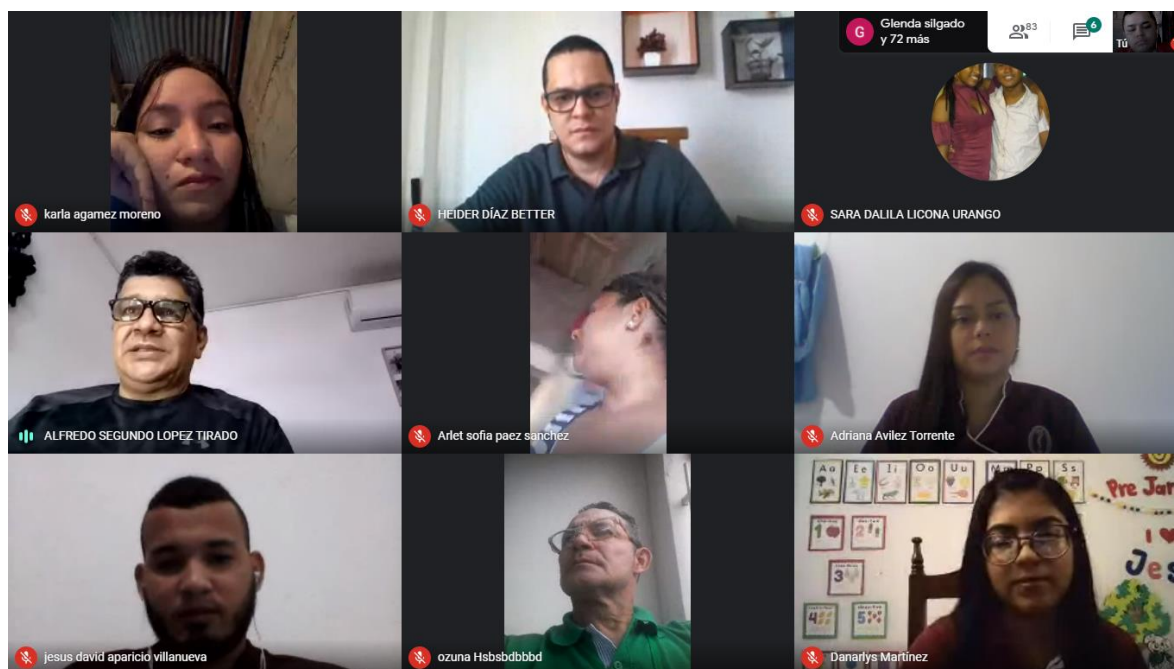 G
Glenda silgado
y 72 más
83
6
Tú
karla agamez moreno
HEIDER DÍAZ BETTER
SARA DALILA LICONA URANGO
ALFREDO SEGUNDO LOPEZ TIRADO
Arlet sofia paez sanchez
Adriana Avilez Torrente
Aa Ee Ii Oo Uu Mm Pp Ss
Pre Jar
1 2
I
3
Jes
4 5
jesus david aparicio villanueva
ozuna Hsbsbdbbbd
Danarlys Martínez